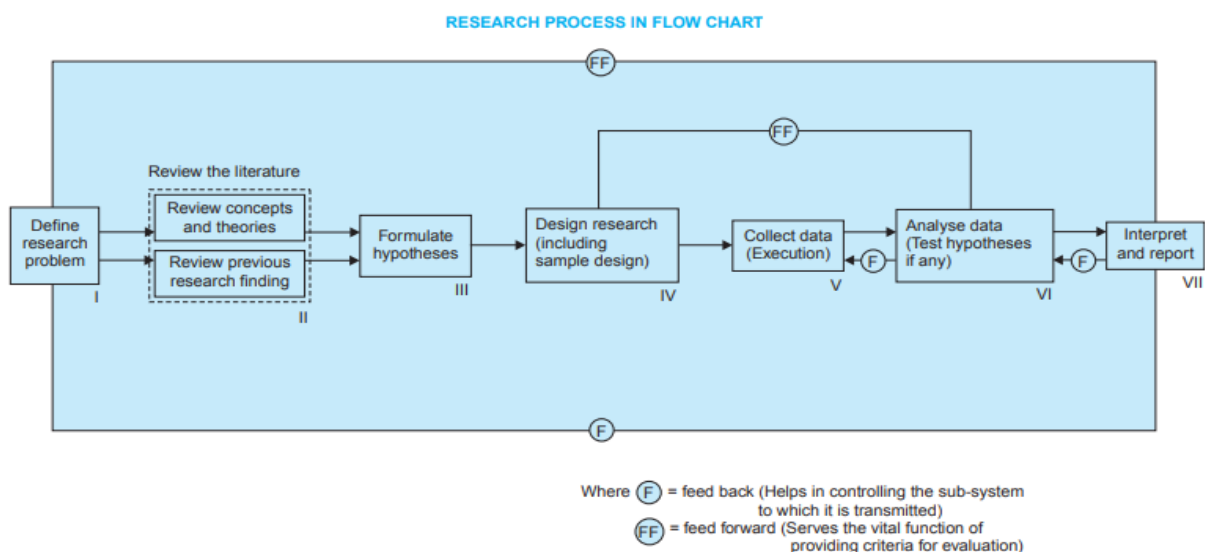 RESEARCH PROCESS IN FLOW CHART
FF
FF
Review the literature
Define
research
problem
I
Review concepts
and theories
Review previous
research finding
II
Formulate
hypotheses
III
Design research
(including
sample design)
IV
Collect data
(Execution)
V
F
Analyse data
(Test hypotheses
if any)
VI
F
Interpret
and report
VII
F
Where F = feed back (Helps in controlling the sub-system
to which it is transmitted)
FF = feed forward (Serves the vital function of
providing criteria for evaluation)